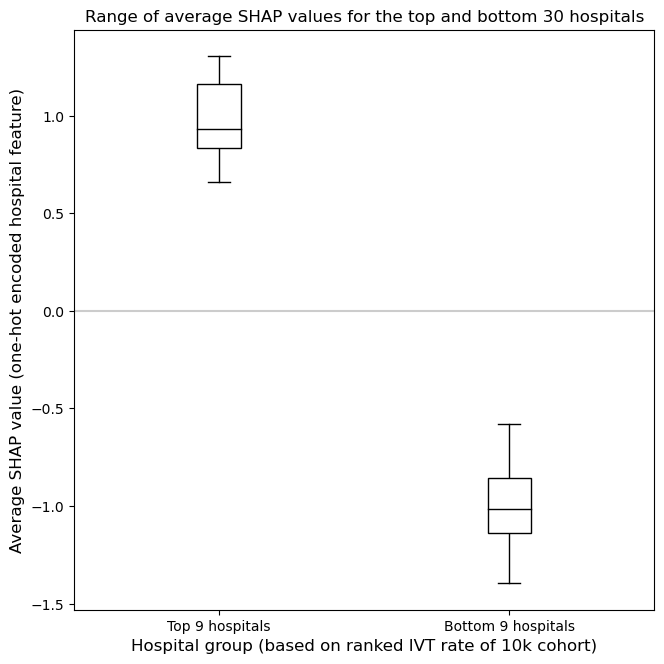 Range of average SHAP values for the top and bottom 30 hospitals
Average SHAP value (one-hot encoded hospital feature)
1.0
0.5
0.0
−0.5
−1.0
−1.5
Top 9 hospitals
Bottom 9 hospitals
Hospital group (based on ranked IVT rate of 10k cohort)